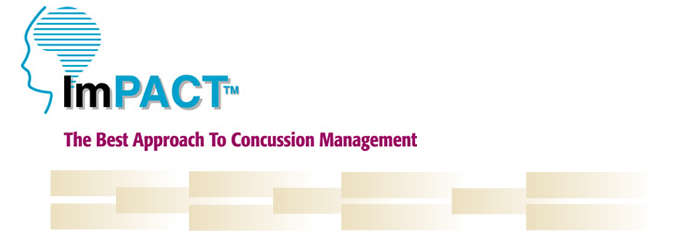 ImPACT™
The Best Approach To Concussion Management